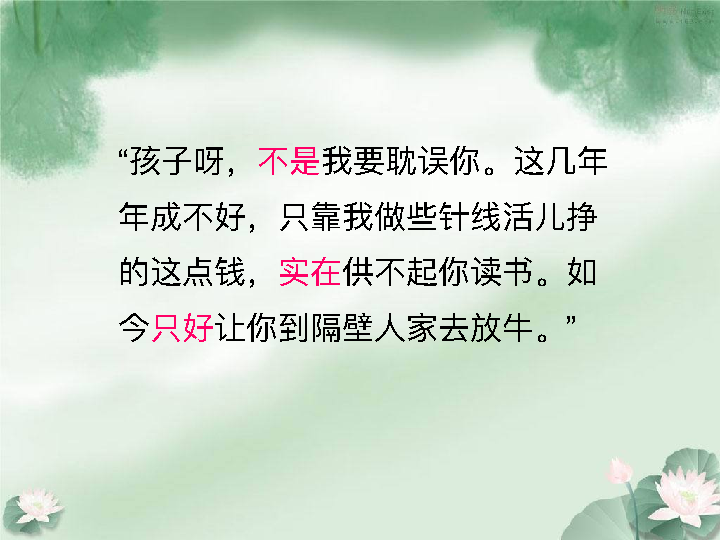 “孩子呀，不是我要耽误你。这几年
年成不好，只靠我做些针线活儿挣
的这点钱，实在供不起你读书。如
今只好让你到隔壁人家去放牛。”